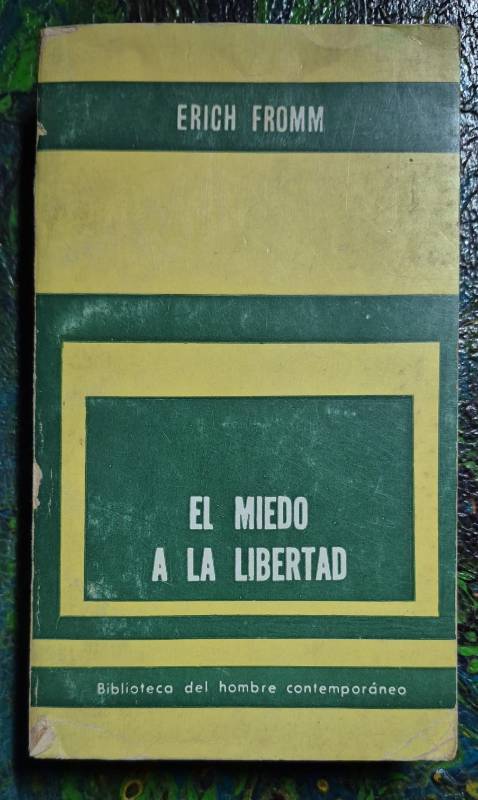 ERICH FROMM
EL MIEDO
A LA LIBERTAD
Biblioteca del hombre contemporáneo